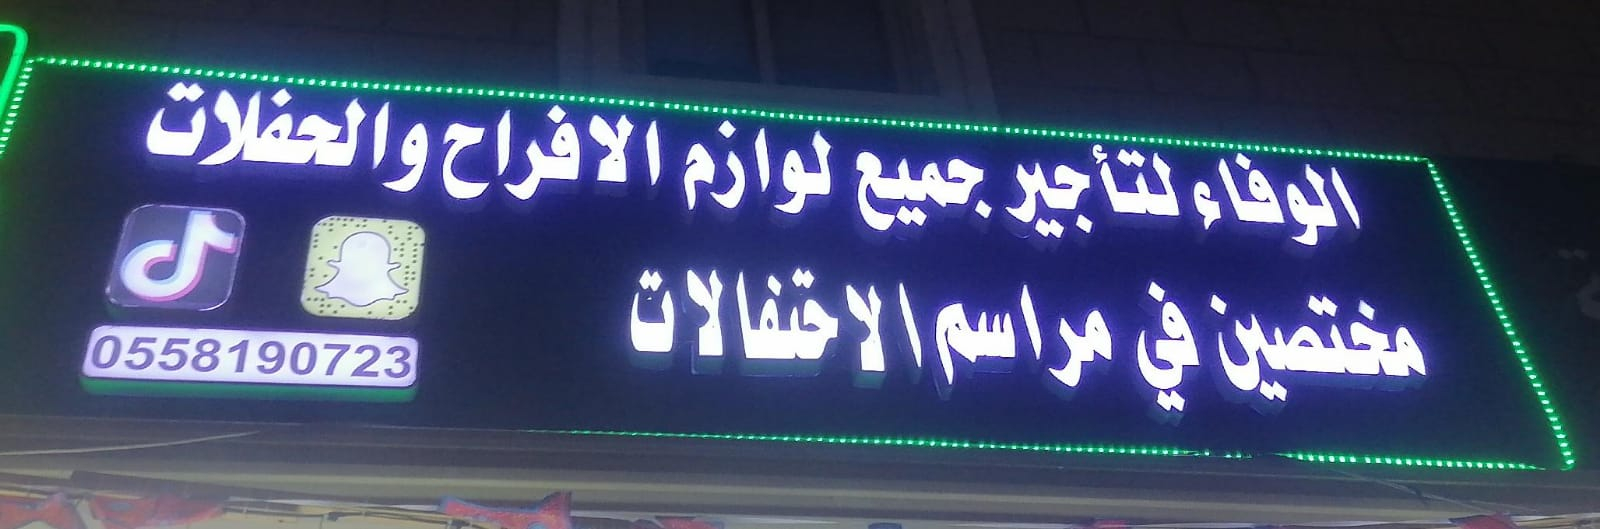 الوفاء لتأجير جميع لوازم الافراح والحفلات
مختصين في مراسم الاحتفالات
0558190723